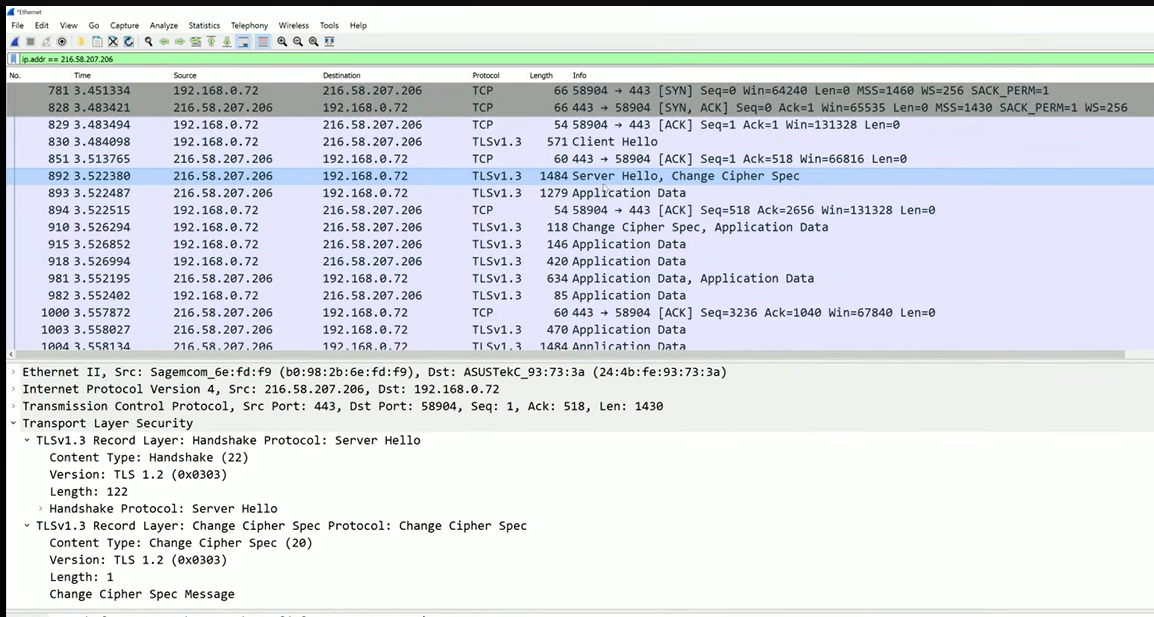 *Ethernet
File Edit View Go Capture Analyze Statistics Telephony Wireless Tools Help
ip.addr == 216.58.207.206
No. Time Source Destination Protocol Length Info
781 3.451334 192.168.0.72 216.58.207.206 TCP 66 58904 → 443 [SYN] Seq=0 Win=64240 Len=0 MSS=1460 WS=256 SACK_PERM=1
828 3.483421 216.58.207.206 192.168.0.72 TCP 66 443 → 58904 [SYN, ACK] Seq=0 Ack=1 Win=65535 Len=0 MSS=1430 SACK_PERM=1 WS=256
829 3.483494 192.168.0.72 216.58.207.206 TCP 54 58904 → 443 [ACK] Seq=1 Ack=1 Win=131328 Len=0
830 3.484098 192.168.0.72 216.58.207.206 TLSv1.3 571 Client Hello
851 3.513765 216.58.207.206 192.168.0.72 TCP 60 443 → 58904 [ACK] Seq=1 Ack=518 Win=66816 Len=0
892 3.522380 216.58.207.206 192.168.0.72 TLSv1.3 1484 Server Hello, Change Cipher Spec
893 3.522487 216.58.207.206 192.168.0.72 TLSv1.3 1279 Application Data
894 3.522515 192.168.0.72 216.58.207.206 TCP 54 58904 → 443 [ACK] Seq=518 Ack=2656 Win=131328 Len=0
910 3.526294 192.168.0.72 216.58.207.206 TLSv1.3 118 Change Cipher Spec, Application Data
915 3.526852 192.168.0.72 216.58.207.206 TLSv1.3 146 Application Data
918 3.526994 192.168.0.72 216.58.207.206 TLSv1.3 420 Application Data
981 3.552195 216.58.207.206 192.168.0.72 TLSv1.3 634 Application Data, Application Data
982 3.552402 192.168.0.72 216.58.207.206 TLSv1.3 85 Application Data
1000 3.557872 216.58.207.206 192.168.0.72 TCP 60 443 → 58904 [ACK] Seq=3236 Ack=1040 Win=67840 Len=0
1003 3.558027 216.58.207.206 192.168.0.72 TLSv1.3 470 Application Data
1004 3.558134 216.58.207.206 192.168.0.72 TLSv1.3 1484 Application Data
Ethernet II, Src: Sagemcom_6e:fd:f9 (b0:98:2b:6e:fd:f9), Dst: ASUSTekC_93:73:3a (24:4b:fe:93:73:3a)
Internet Protocol Version 4, Src: 216.58.207.206, Dst: 192.168.0.72
Transmission Control Protocol, Src Port: 443, Dst Port: 58904, Seq: 1, Ack: 518, Len: 1430
Transport Layer Security
TLSv1.3 Record Layer: Handshake Protocol: Server Hello
Content Type: Handshake (22)
Version: TLS 1.2 (0x0303)
Length: 122
Handshake Protocol: Server Hello
TLSv1.3 Record Layer: Change Cipher Spec Protocol: Change Cipher Spec
Content Type: Change Cipher Spec (20)
Version: TLS 1.2 (0x0303)
Length: 1
Change Cipher Spec Message